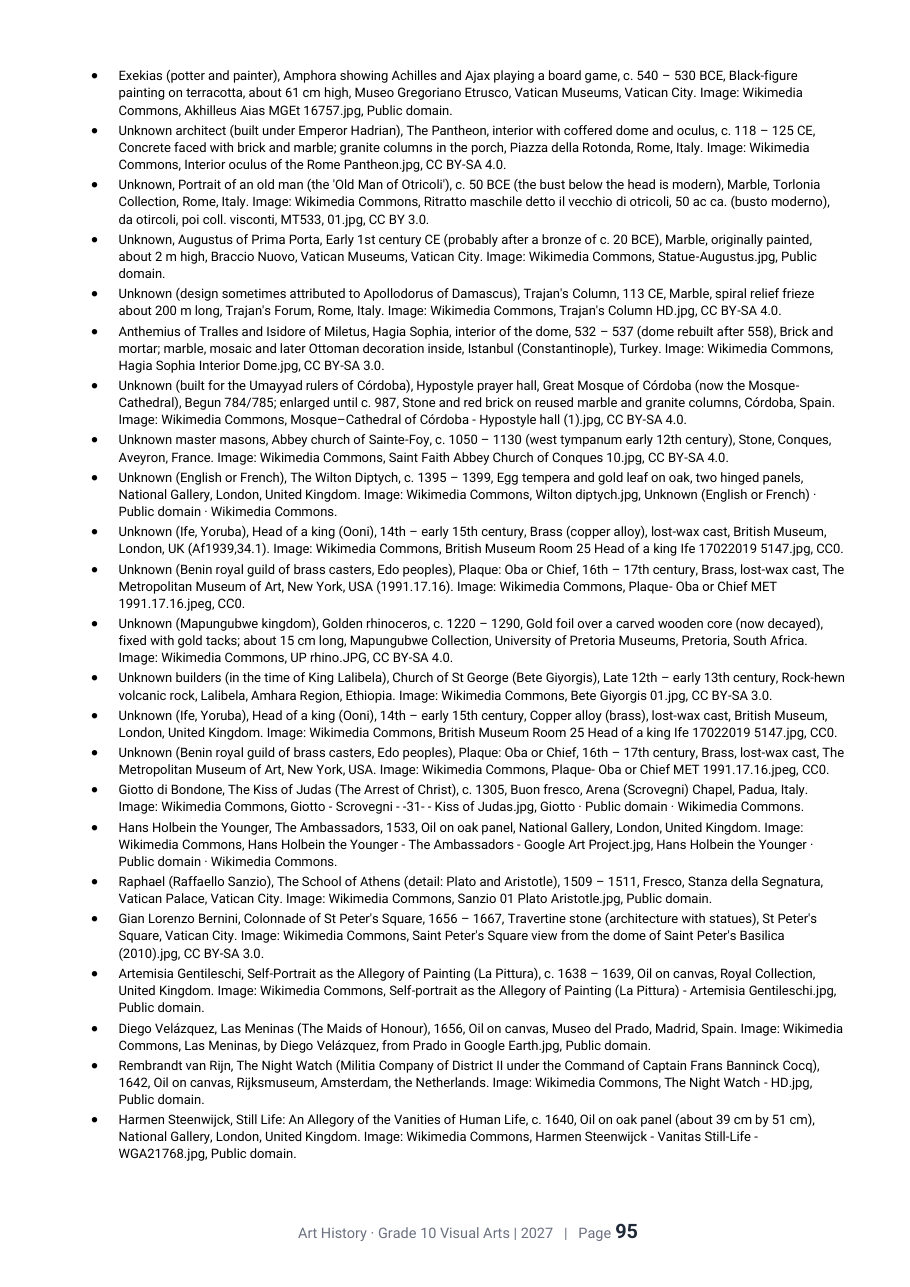 • Exekias (potter and painter), Amphora showing Achilles and Ajax playing a board game, c. 540 – 530 BCE, Black-figure
painting on terracotta, about 61 cm high, Museo Gregoriano Etrusco, Vatican Museums, Vatican City. Image: Wikimedia
Commons, Akhilleus Aias MGEt 16757.jpg, Public domain.
• Unknown architect (built under Emperor Hadrian), The Pantheon, interior with coffered dome and oculus, c. 118 – 125 CE,
Concrete faced with brick and marble; granite columns in the porch, Piazza della Rotonda, Rome, Italy. Image: Wikimedia
Commons, Interior oculus of the Rome Pantheon.jpg, CC BY-SA 4.0.
• Unknown, Portrait of an old man (the 'Old Man of Otricoli'), c. 50 BCE (the bust below the head is modern), Marble, Torlonia
Collection, Rome, Italy. Image: Wikimedia Commons, Ritratto maschile detto il vecchio di otricoli, 50 ac ca. (busto moderno),
da otircoli, poi coll. visconti, MT533, 01.jpg, CC BY 3.0.
• Unknown, Augustus of Prima Porta, Early 1st century CE (probably after a bronze of c. 20 BCE), Marble, originally painted,
about 2 m high, Braccio Nuovo, Vatican Museums, Vatican City. Image: Wikimedia Commons, Statue-Augustus.jpg, Public
domain.
• Unknown (design sometimes attributed to Apollodorus of Damascus), Trajan's Column, 113 CE, Marble, spiral relief frieze
about 200 m long, Trajan's Forum, Rome, Italy. Image: Wikimedia Commons, Trajan's Column HD.jpg, CC BY-SA 4.0.
• Anthemius of Tralles and Isidore of Miletus, Hagia Sophia, interior of the dome, 532 – 537 (dome rebuilt after 558), Brick and
mortar; marble, mosaic and later Ottoman decoration inside, Istanbul (Constantinople), Turkey. Image: Wikimedia Commons,
Hagia Sophia Interior Dome.jpg, CC BY-SA 3.0.
• Unknown (built for the Umayyad rulers of Córdoba), Hypostyle prayer hall, Great Mosque of Córdoba (now the Mosque-
Cathedral), Begun 784/785; enlarged until c. 987, Stone and red brick on reused marble and granite columns, Córdoba, Spain.
Image: Wikimedia Commons, Mosque–Cathedral of Córdoba - Hypostyle hall (1).jpg, CC BY-SA 4.0.
• Unknown master masons, Abbey church of Sainte-Foy, c. 1050 – 1130 (west tympanum early 12th century), Stone, Conques,
Aveyron, France. Image: Wikimedia Commons, Saint Faith Abbey Church of Conques 10.jpg, CC BY-SA 4.0.
• Unknown (English or French), The Wilton Diptych, c. 1395 – 1399, Egg tempera and gold leaf on oak, two hinged panels,
National Gallery, London, United Kingdom. Image: Wikimedia Commons, Wilton diptych.jpg, Unknown (English or French) ·
Public domain · Wikimedia Commons.
• Unknown (Ife, Yoruba), Head of a king (Ooni), 14th – early 15th century, Brass (copper alloy), lost-wax cast, British Museum,
London, UK (Af1939,34.1). Image: Wikimedia Commons, British Museum Room 25 Head of a king Ife 17022019 5147.jpg, CC0.
• Unknown (Benin royal guild of brass casters, Edo peoples), Plaque: Oba or Chief, 16th – 17th century, Brass, lost-wax cast, The
Metropolitan Museum of Art, New York, USA (1991.17.16). Image: Wikimedia Commons, Plaque- Oba or Chief MET
1991.17.16.jpeg, CC0.
• Unknown (Mapungubwe kingdom), Golden rhinoceros, c. 1220 – 1290, Gold foil over a carved wooden core (now decayed),
fixed with gold tacks; about 15 cm long, Mapungubwe Collection, University of Pretoria Museums, Pretoria, South Africa.
Image: Wikimedia Commons, UP rhino.JPG, CC BY-SA 4.0.
• Unknown builders (in the time of King Lalibela), Church of St George (Bete Giyorgis), Late 12th – early 13th century, Rock-hewn
volcanic rock, Lalibela, Amhara Region, Ethiopia. Image: Wikimedia Commons, Bete Giyorgis 01.jpg, CC BY-SA 3.0.
• Unknown (Ife, Yoruba), Head of a king (Ooni), 14th – early 15th century, Copper alloy (brass), lost-wax cast, British Museum,
London, United Kingdom. Image: Wikimedia Commons, British Museum Room 25 Head of a king Ife 17022019 5147.jpg, CC0.
• Unknown (Benin royal guild of brass casters, Edo peoples), Plaque: Oba or Chief, 16th – 17th century, Brass, lost-wax cast, The
Metropolitan Museum of Art, New York, USA. Image: Wikimedia Commons, Plaque- Oba or Chief MET 1991.17.16.jpeg, CC0.
• Giotto di Bondone, The Kiss of Judas (The Arrest of Christ), c. 1305, Buon fresco, Arena (Scrovegni) Chapel, Padua, Italy.
Image: Wikimedia Commons, Giotto - Scrovegni - -31- - Kiss of Judas.jpg, Giotto · Public domain · Wikimedia Commons.
• Hans Holbein the Younger, The Ambassadors, 1533, Oil on oak panel, National Gallery, London, United Kingdom. Image:
Wikimedia Commons, Hans Holbein the Younger - The Ambassadors - Google Art Project.jpg, Hans Holbein the Younger ·
Public domain · Wikimedia Commons.
• Raphael (Raffaello Sanzio), The School of Athens (detail: Plato and Aristotle), 1509 – 1511, Fresco, Stanza della Segnatura,
Vatican Palace, Vatican City. Image: Wikimedia Commons, Sanzio 01 Plato Aristotle.jpg, Public domain.
• Gian Lorenzo Bernini, Colonnade of St Peter's Square, 1656 – 1667, Travertine stone (architecture with statues), St Peter's
Square, Vatican City. Image: Wikimedia Commons, Saint Peter's Square view from the dome of Saint Peter's Basilica
(2010).jpg, CC BY-SA 3.0.
• Artemisia Gentileschi, Self-Portrait as the Allegory of Painting (La Pittura), c. 1638 – 1639, Oil on canvas, Royal Collection,
United Kingdom. Image: Wikimedia Commons, Self-portrait as the Allegory of Painting (La Pittura) - Artemisia Gentileschi.jpg,
Public domain.
• Diego Velázquez, Las Meninas (The Maids of Honour), 1656, Oil on canvas, Museo del Prado, Madrid, Spain. Image: Wikimedia
Commons, Las Meninas, by Diego Velázquez, from Prado in Google Earth.jpg, Public domain.
• Rembrandt van Rijn, The Night Watch (Militia Company of District II under the Command of Captain Frans Banninck Cocq),
1642, Oil on canvas, Rijksmuseum, Amsterdam, the Netherlands. Image: Wikimedia Commons, The Night Watch - HD.jpg,
Public domain.
• Harmen Steenwijck, Still Life: An Allegory of the Vanities of Human Life, c. 1640, Oil on oak panel (about 39 cm by 51 cm),
National Gallery, London, United Kingdom. Image: Wikimedia Commons, Harmen Steenwijck - Vanitas Still-Life -
WGA21768.jpg, Public domain.
Art History · Grade 10 Visual Arts | 2027 | Page 95